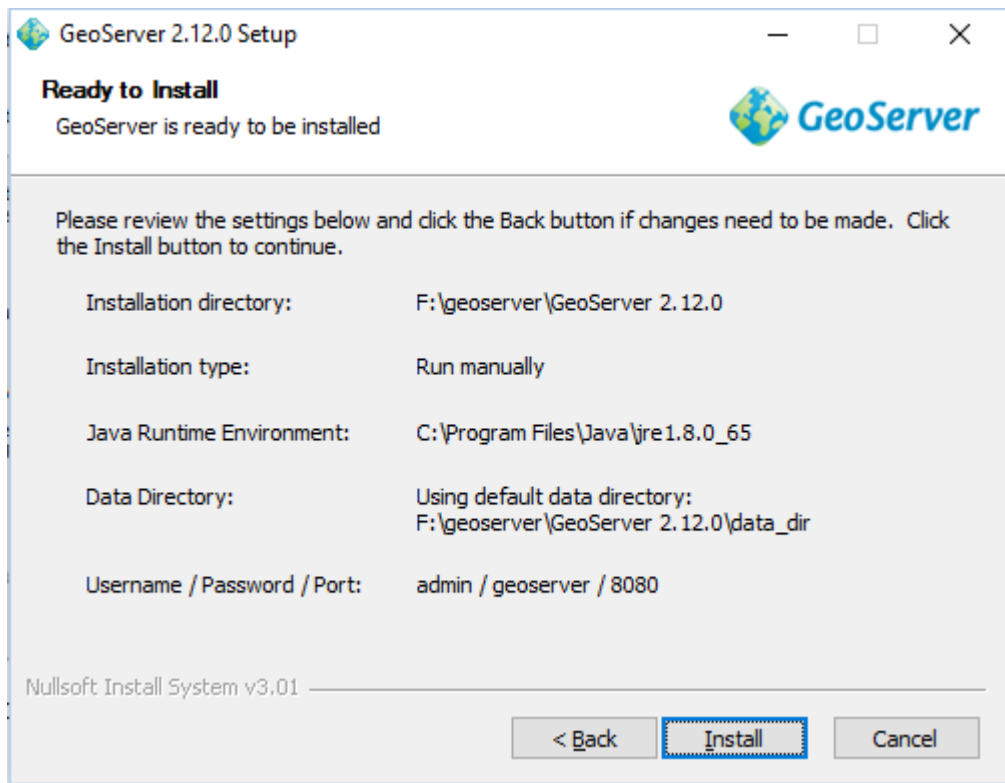 GeoServer 2.12.0 Setup
Ready to Install
GeoServer is ready to be installed
GeoServer
Please review the settings below and click the Back button if changes need to be made.  Click
the Install button to continue.
Installation directory: F:\geoserver\GeoServer 2.12.0
Installation type: Run manually
Java Runtime Environment: C:\Program Files\Java\jre1.8.0_65
Data Directory: Using default data directory:
F:\geoserver\GeoServer 2.12.0\data_dir
Username / Password / Port: admin / geoserver / 8080
Nullsoft Install System v3.01
< Back Install Cancel